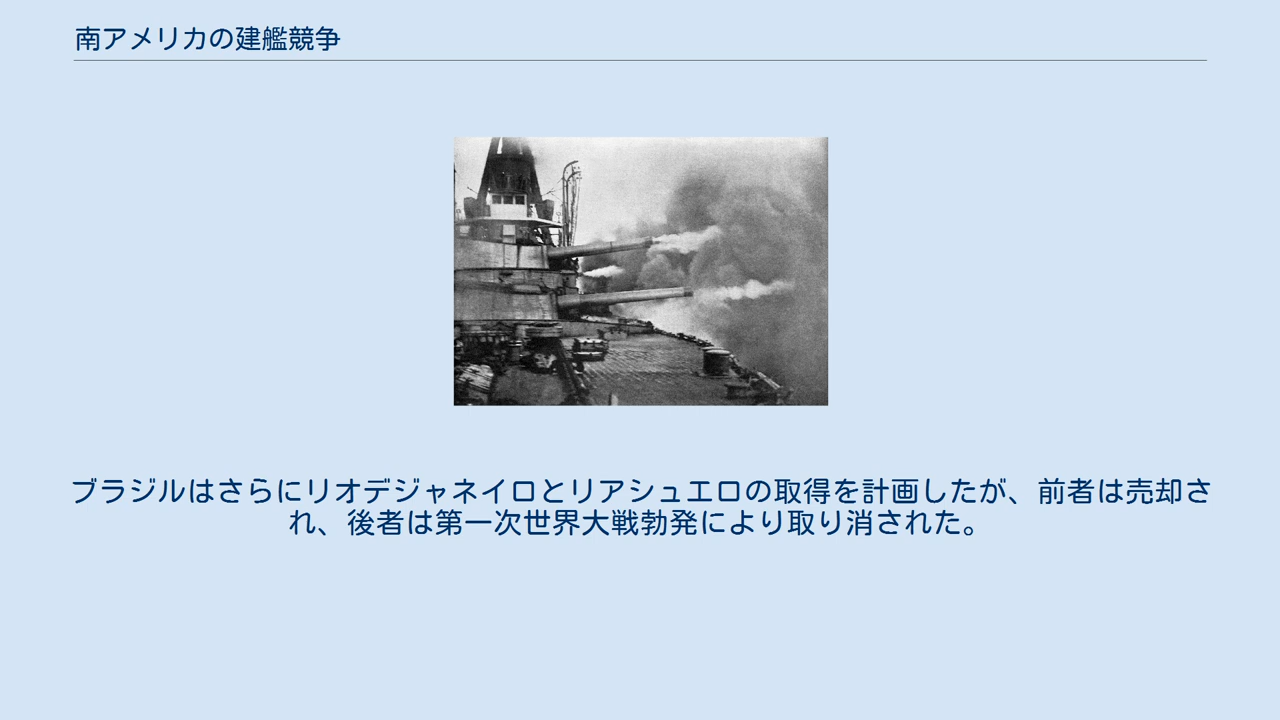 南アメリカの建艦競争
ブラジルはさらにリオデジャネイロとリアシュエロの取得を計画したが、前者は売却さ
れ、後者は第一次世界大戦勃発により取り消された。